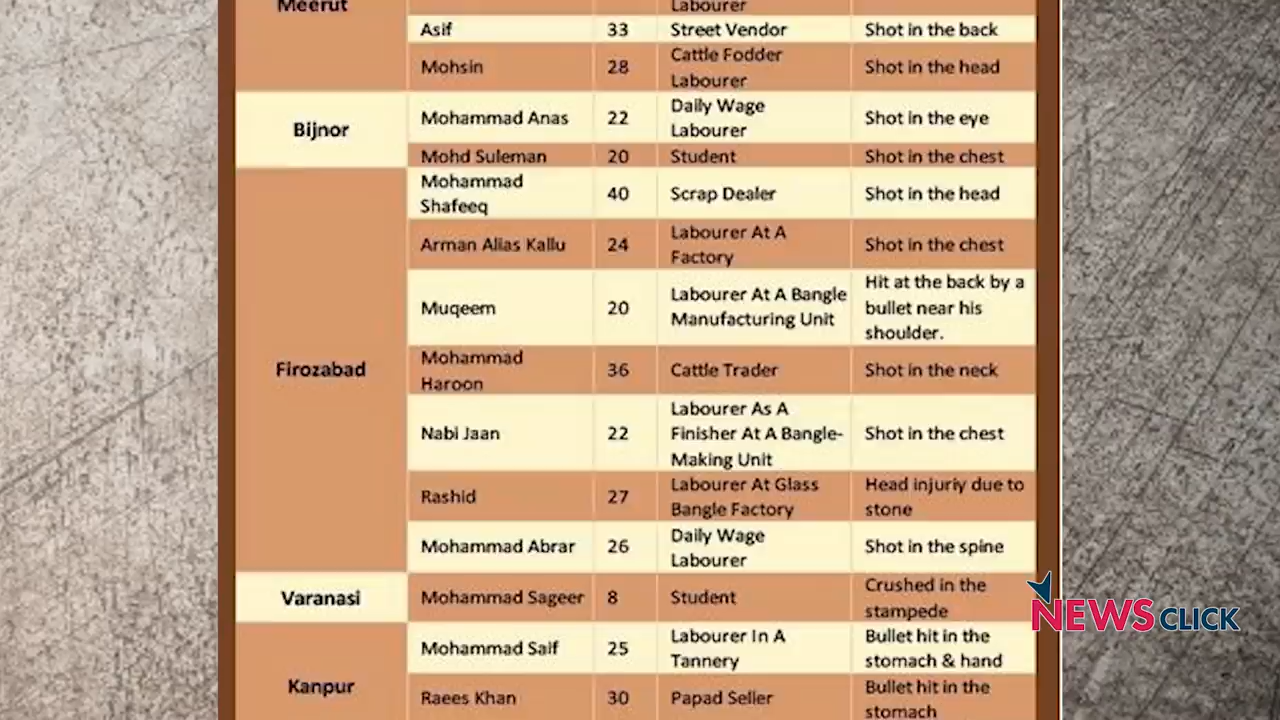 Meerut
Labourer
Asif 33 Street Vendor Shot in the back
Mohsin 28 Cattle Fodder Labourer Shot in the head
Bijnor
Mohammad Anas 22 Daily Wage Labourer Shot in the eye
Mohd Suleman 20 Student Shot in the chest
Firozabad
Mohammad Shafeeq 40 Scrap Dealer Shot in the head
Arman Alias Kallu 24 Labourer At A Factory Shot in the chest
Muqeem 20 Labourer At A Bangle Manufacturing Unit Hit at the back by a bullet near his shoulder.
Mohammad Haroon 36 Cattle Trader Shot in the neck
Nabi Jaan 22 Labourer As A Finisher At A Bangle-Making Unit Shot in the chest
Rashid 27 Labourer At Glass Bangle Factory Head injuriy due to stone
Mohammad Abrar 26 Daily Wage Labourer Shot in the spine
Varanasi
Mohammad Sageer 8 Student Crushed in the stampede
Kanpur
Mohammad Saif 25 Labourer In A Tannery Bullet hit in the stomach & hand
Raees Khan 30 Papad Seller Bullet hit in the stomach
NEWSCLICK